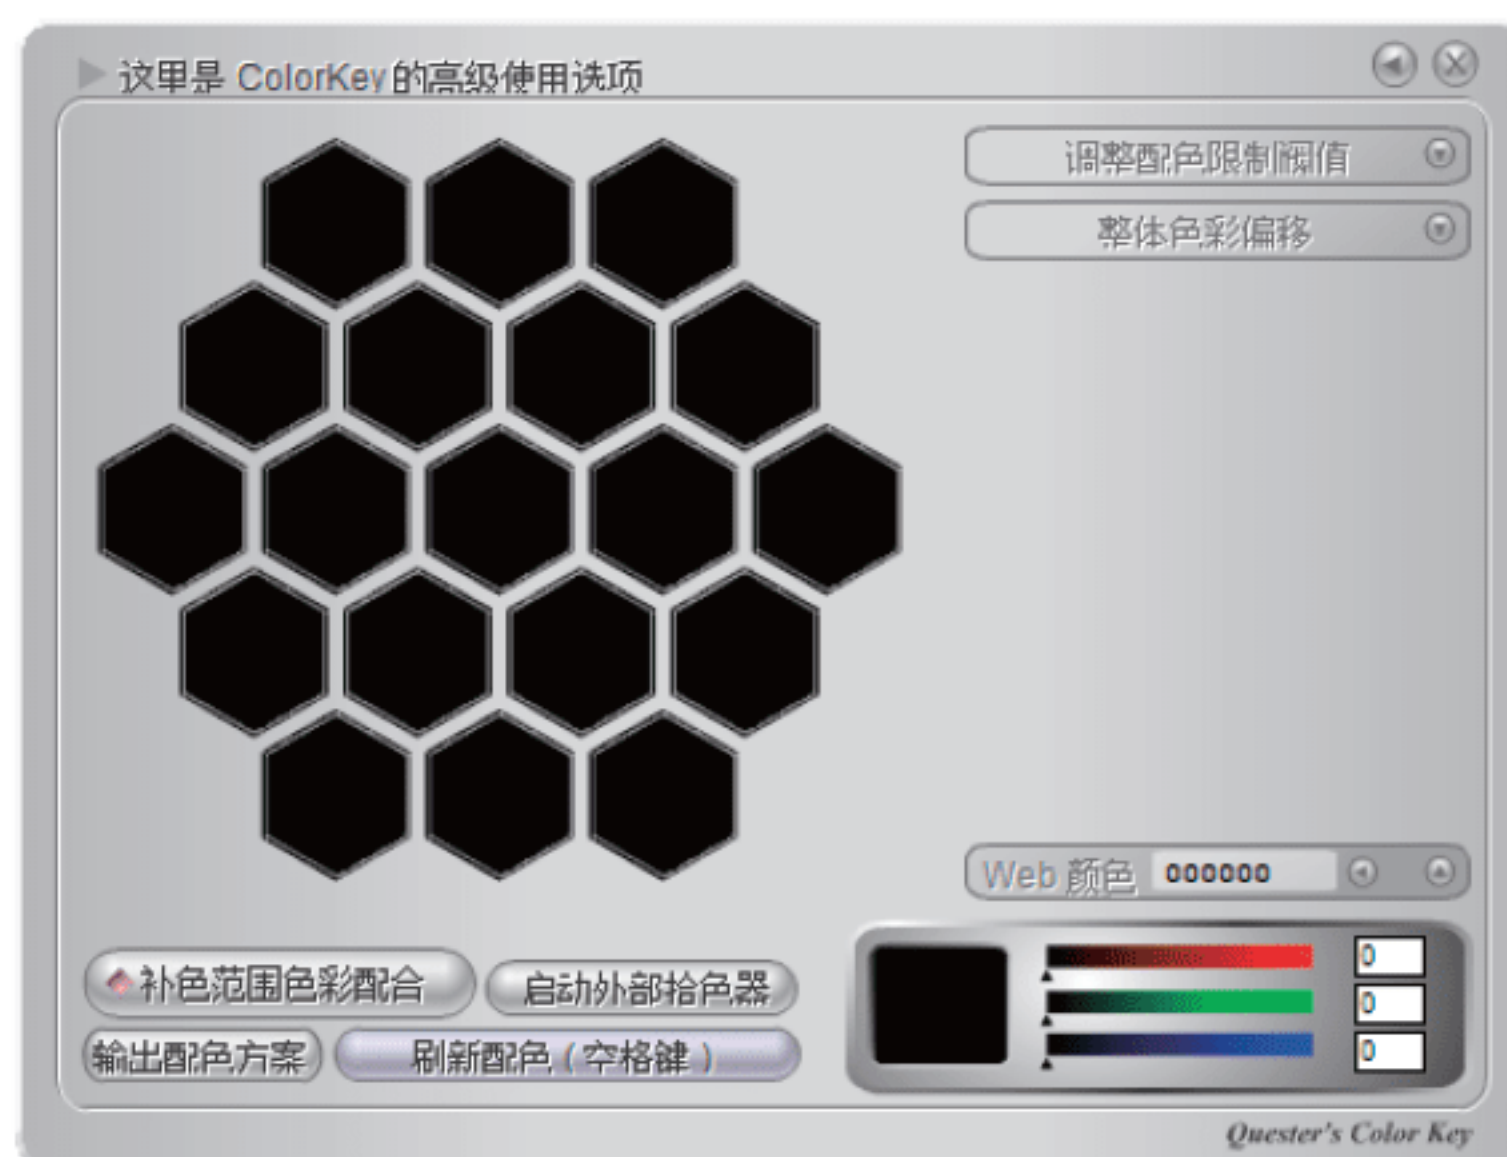 这里是 ColorKey 的高级使用选项
调整配色限制阀值
整体色彩偏移
Web 颜色 000000
补色范围色彩配合
启动外部拾色器
输出配色方案
刷新配色（空格键）
0
0
0
Quester's Color Key